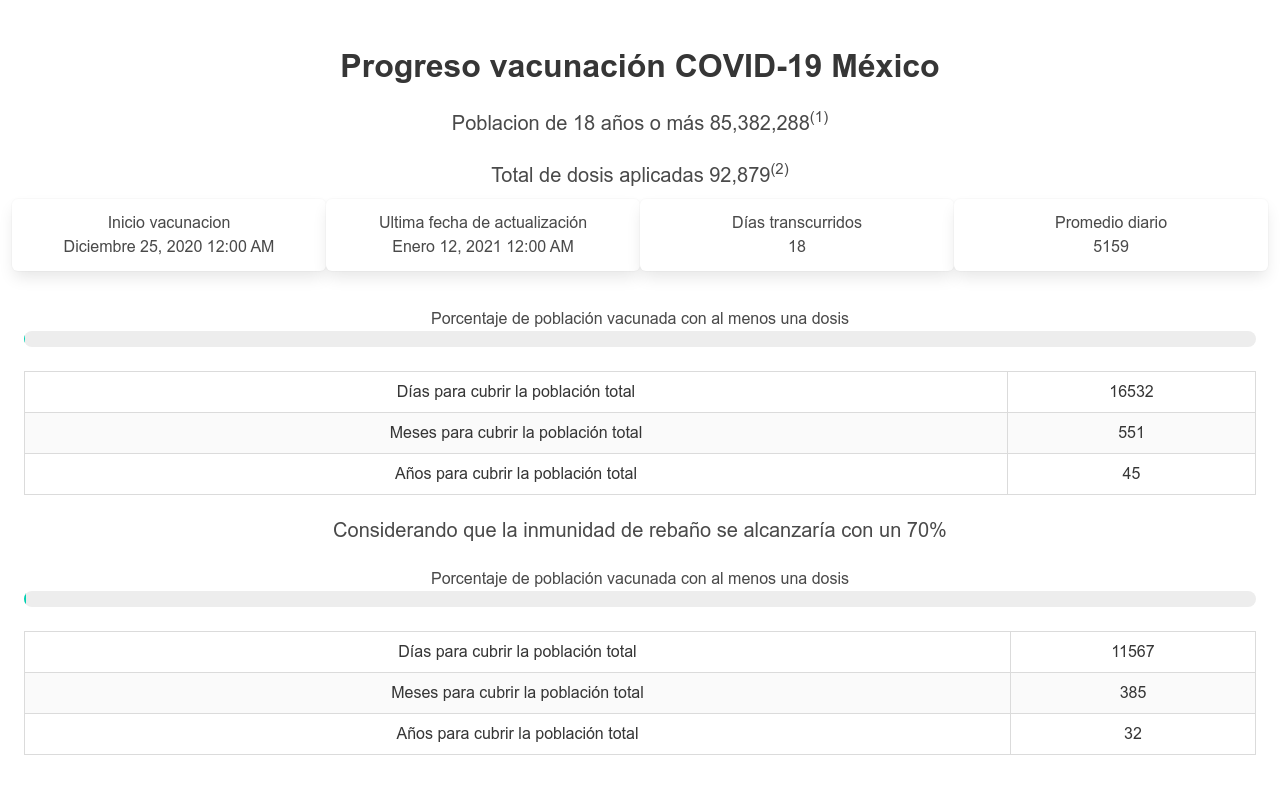 Progreso vacunación COVID-19 México
Poblacion de 18 años o más 85,382,288(1)
Total de dosis aplicadas 92,879(2)
Inicio vacunacion
Diciembre 25, 2020 12:00 AM
Ultima fecha de actualización
Enero 12, 2021 12:00 AM
Días transcurridos
18
Promedio diario
5159
Porcentaje de población vacunada con al menos una dosis
Días para cubrir la población total 16532
Meses para cubrir la población total 551
Años para cubrir la población total 45
Considerando que la inmunidad de rebaño se alcanzaría con un 70%
Porcentaje de población vacunada con al menos una dosis
Días para cubrir la población total 11567
Meses para cubrir la población total 385
Años para cubrir la población total 32